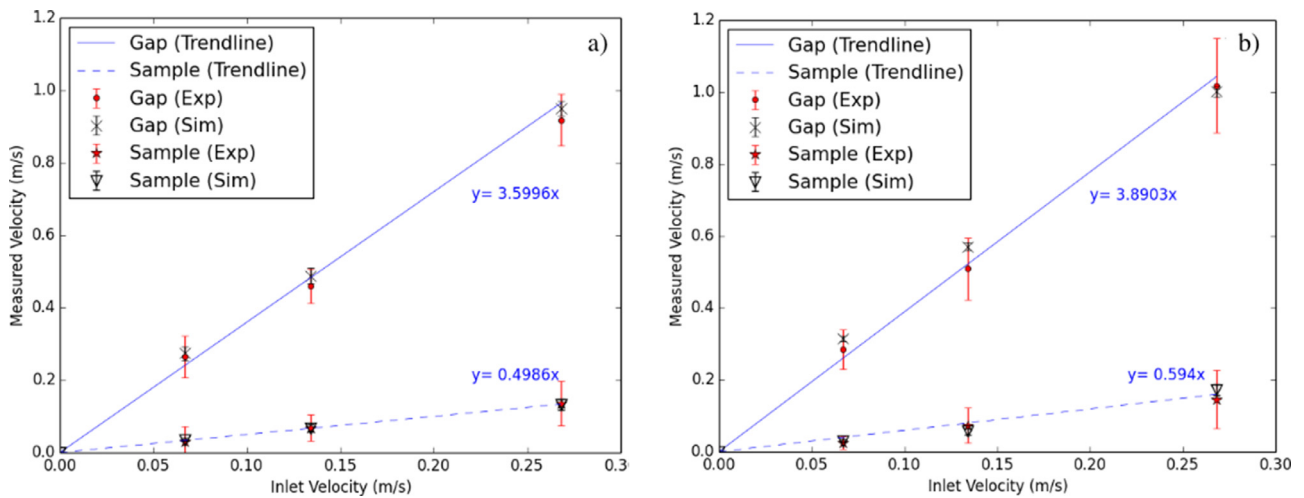 1.2
1.0
0.8
0.6
0.4
0.2
0.0
Measured Velocity (m/s)
Gap (Trendline)
Sample (Trendline)
Gap (Exp)
Gap (Sim)
Sample (Exp)
Sample (Sim)
a)
y= 3.5996x
y= 0.4986x
0.00 0.05 0.10 0.15 0.20 0.25 0.3
Inlet Velocity (m/s)
1.2
1.0
0.8
0.6
0.4
0.2
0.0
Measured Velocity (m/s)
Gap (Trendline)
Sample (Trendline)
Gap (Exp)
Gap (Sim)
Sample (Exp)
Sample (Sim)
b)
y= 3.8903x
y= 0.594x
0.00 0.05 0.10 0.15 0.20 0.25 0.30
Inlet Velocity (m/s)